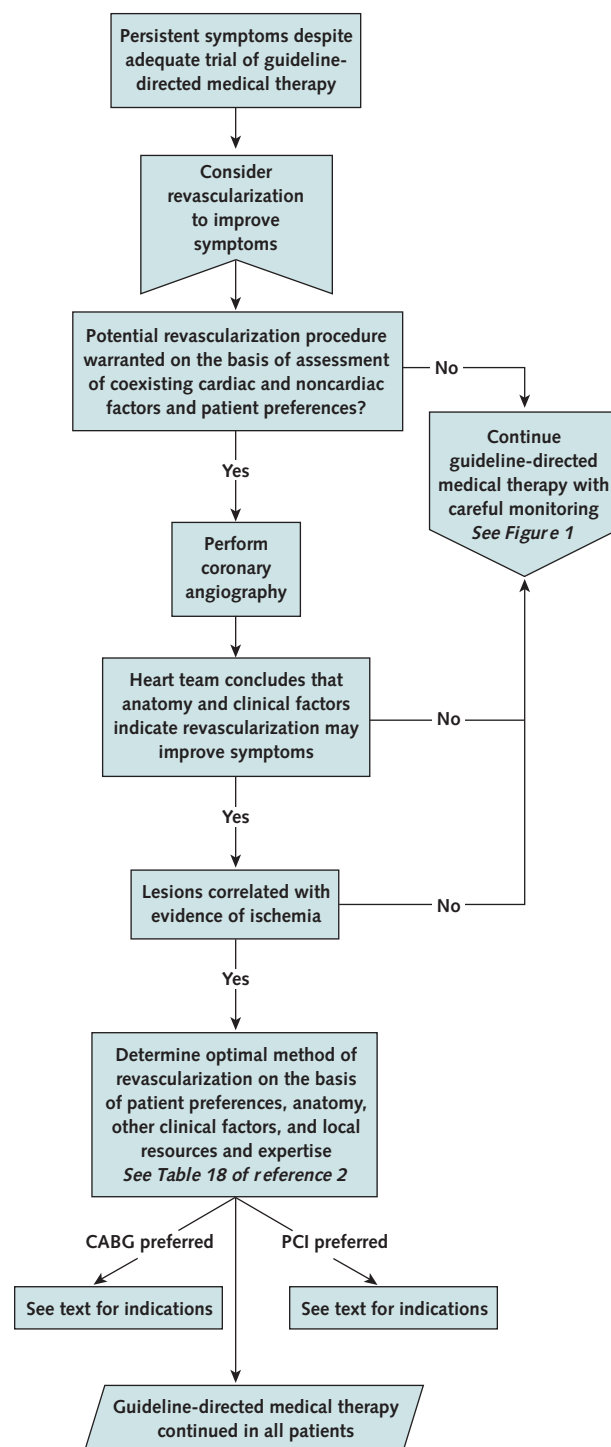 Persistent symptoms despite
adequate trial of guideline-
directed medical therapy
Consider
revascularization
to improve
symptoms
Potential revascularization procedure
warranted on the basis of assessment
of coexisting cardiac and noncardiac
factors and patient preferences?
No
Continue
guideline-directed
medical therapy with
careful monitoring
See Figure 1
Yes
Perform
coronary
angiography
Heart team concludes that
anatomy and clinical factors
indicate revascularization may
improve symptoms
No
Yes
Lesions correlated with
evidence of ischemia
No
Yes
Determine optimal method of
revascularization on the basis
of patient preferences, anatomy,
other clinical factors, and local
resources and expertise
See Table 18 of reference 2
CABG preferred
PCI preferred
See text for indications
See text for indications
Guideline-directed medical therapy
continued in all patients